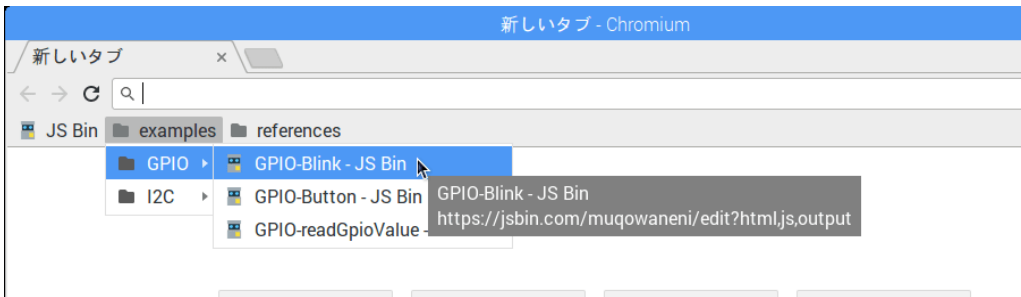 新しいタブ - Chromium
新しいタブ ×
JS Bin examples references
GPIO GPIO-Blink - JS Bin
I2C GPIO-Button - JS Bin
GPIO-readGpioValue -
GPIO-Blink - JS Bin
https://jsbin.com/muqowaneni/edit?html,js,output